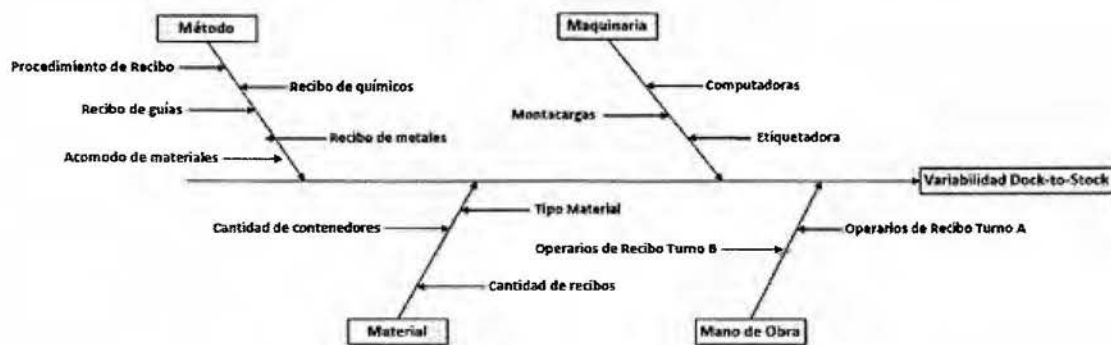 Método
Maquinaria
Procedimiento de Recibo
Recibo de químicos
Computadoras
Recibo de guías
Montacargas
Recibo de metales
Etiquetadora
Acomodo de materiales
Variabilidad Dock-to-Stock
Tipo Material
Cantidad de contenedores
Operarios de Recibo Turno A
Operarios de Recibo Turno B
Cantidad de recibos
Material
Mano de Obra